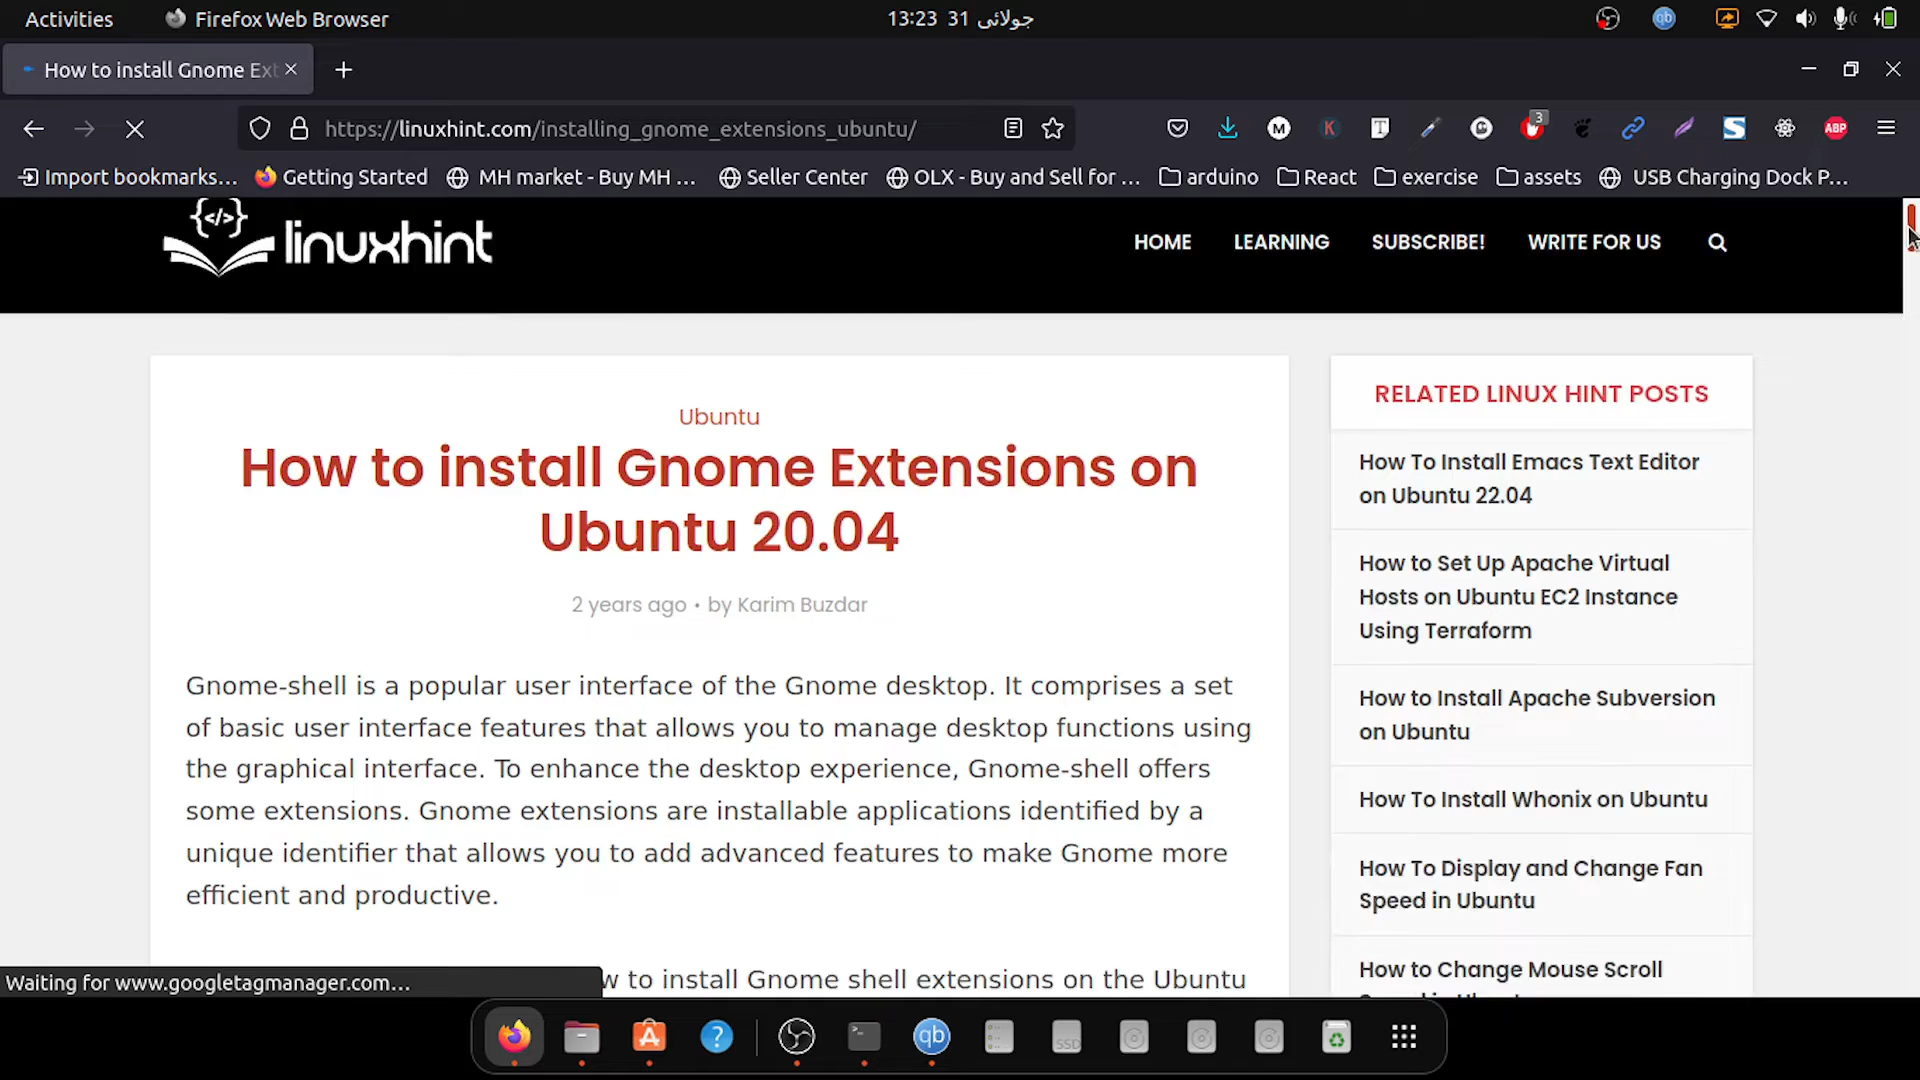 Activities
Firefox Web Browser
13:23 31 جولائی
How to install Gnome Ext
https://linuxhint.com/installing_gnome_extensions_ubuntu/
M
K
T
3
S
ABP
qb
Import bookmarks...
Getting Started
MH market - Buy MH ...
Seller Center
OLX - Buy and Sell for ...
arduino
React
exercise
assets
USB Charging Dock P...
linuxhint
HOME
LEARNING
SUBSCRIBE!
WRITE FOR US
Ubuntu
How to install Gnome Extensions on
Ubuntu 20.04
2 years ago • by Karim Buzdar
Gnome-shell is a popular user interface of the Gnome desktop. It comprises a set
of basic user interface features that allows you to manage desktop functions using
the graphical interface. To enhance the desktop experience, Gnome-shell offers
some extensions. Gnome extensions are installable applications identified by a
unique identifier that allows you to add advanced features to make Gnome more
efficient and productive.
to install Gnome shell extensions on the Ubuntu
RELATED LINUX HINT POSTS
How To Install Emacs Text Editor
on Ubuntu 22.04
How to Set Up Apache Virtual
Hosts on Ubuntu EC2 Instance
Using Terraform
How to Install Apache Subversion
on Ubuntu
How To Install Whonix on Ubuntu
How To Display and Change Fan
Speed in Ubuntu
How to Change Mouse Scroll
Waiting for www.googletagmanager.com...
qb
SSD